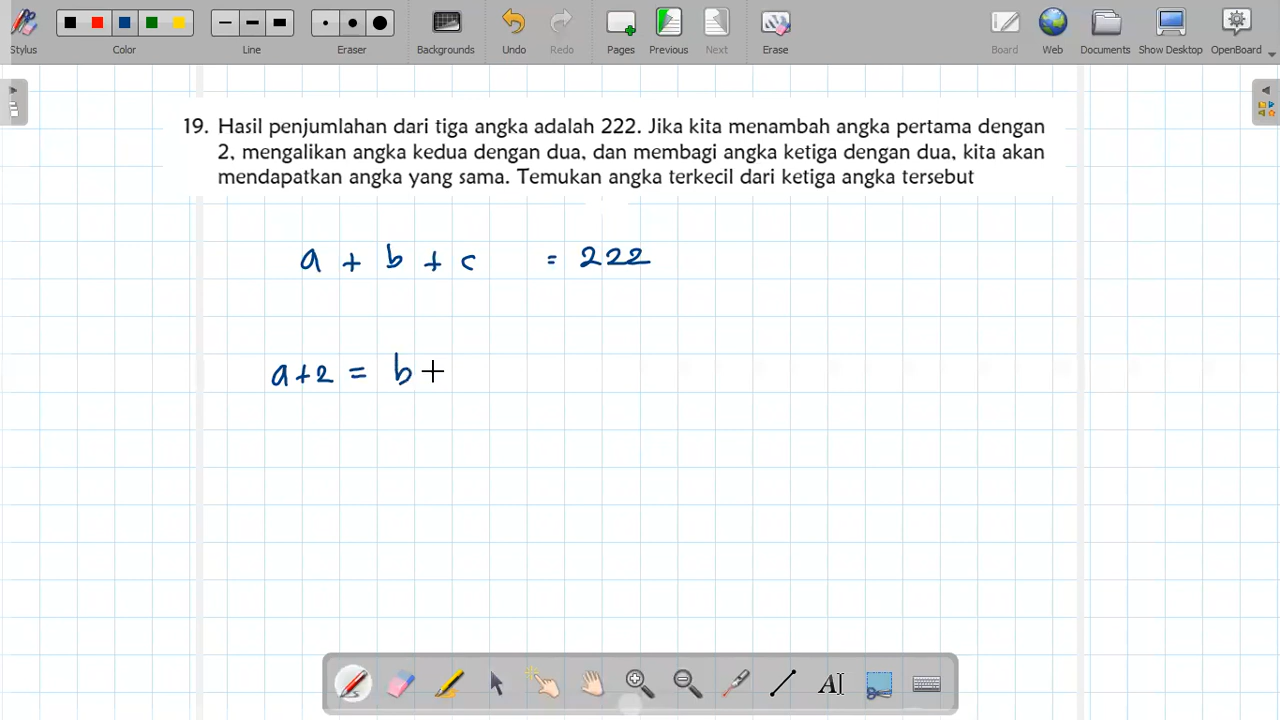 Stylus Color Line Eraser Backgrounds Undo Redo Pages Previous Next Erase Board Web Documents Show Desktop OpenBoard
19. Hasil penjumlahan dari tiga angka adalah 222. Jika kita menambah angka pertama dengan
2, mengalikan angka kedua dengan dua, dan membagi angka ketiga dengan dua, kita akan
mendapatkan angka yang sama. Temukan angka terkecil dari ketiga angka tersebut
a + b + c = 222
a+2 = b